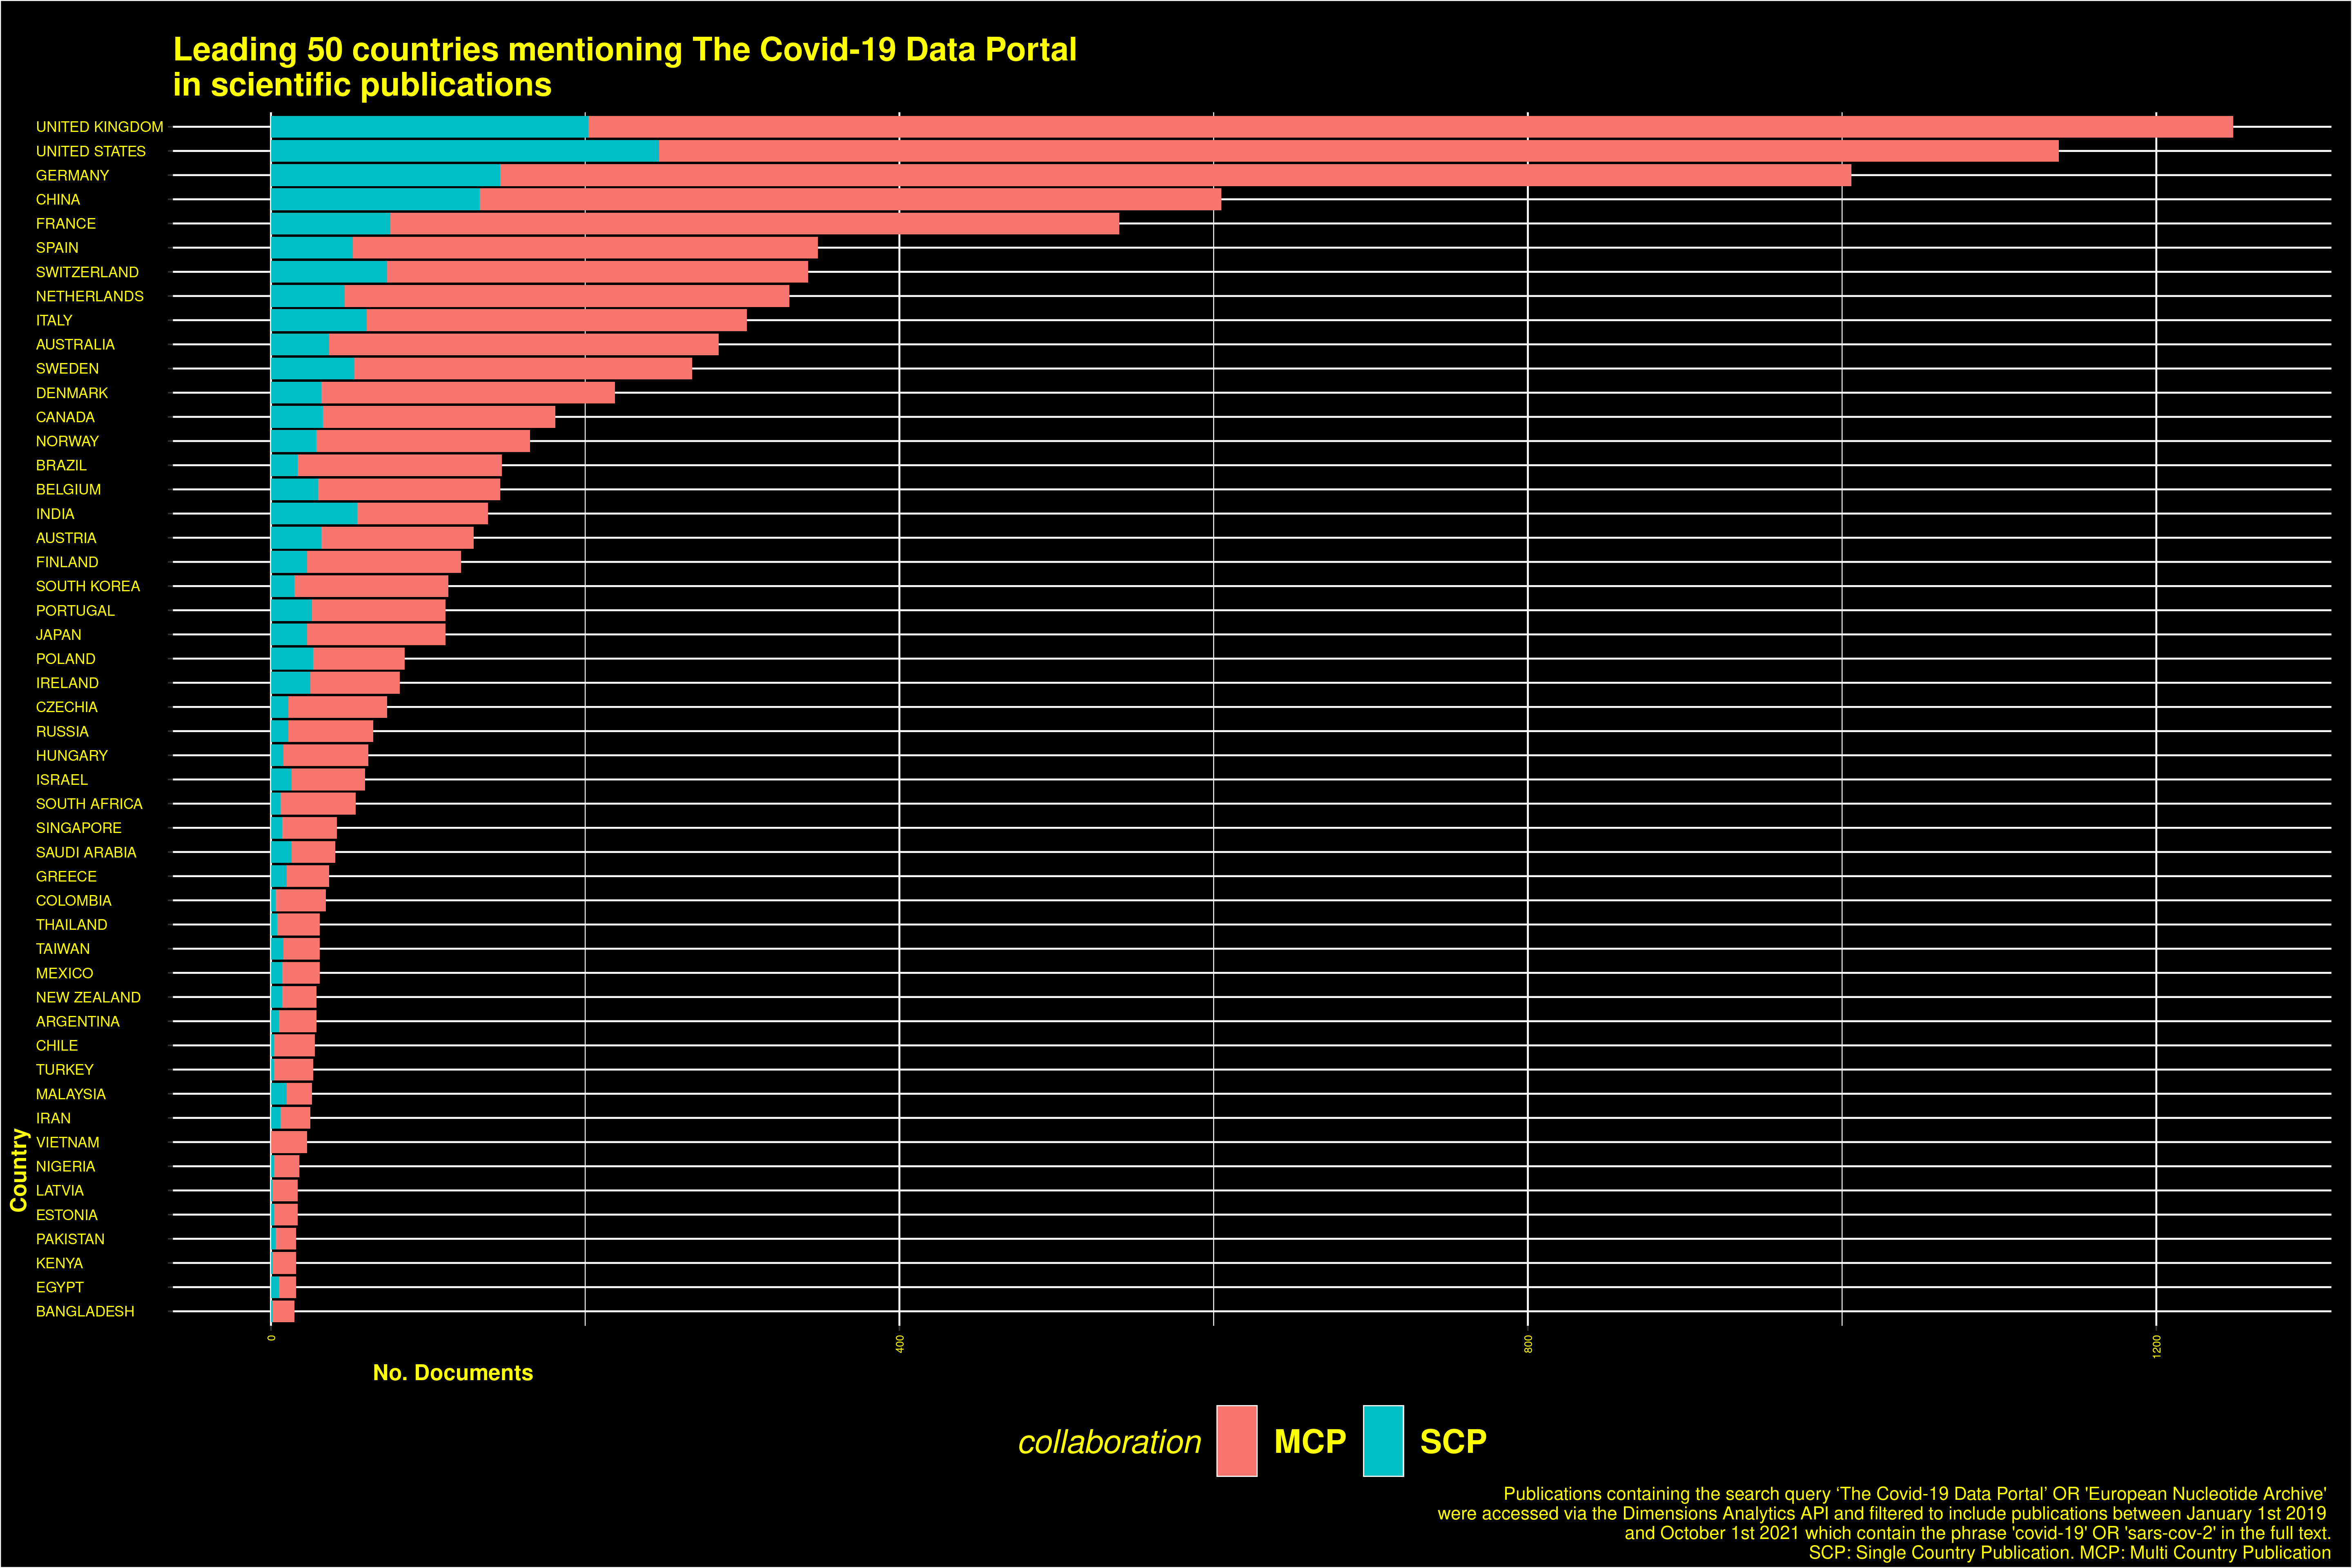 Leading 50 countries mentioning The Covid-19 Data Portal
in scientific publications
UNITED KINGDOM
UNITED STATES
GERMANY
CHINA
FRANCE
SPAIN
SWITZERLAND
NETHERLANDS
ITALY
AUSTRALIA
SWEDEN
DENMARK
CANADA
NORWAY
BRAZIL
BELGIUM
INDIA
AUSTRIA
FINLAND
SOUTH KOREA
PORTUGAL
JAPAN
POLAND
IRELAND
CZECHIA
RUSSIA
HUNGARY
ISRAEL
SOUTH AFRICA
SINGAPORE
SAUDI ARABIA
GREECE
COLOMBIA
THAILAND
TAIWAN
MEXICO
NEW ZEALAND
ARGENTINA
CHILE
TURKEY
MALAYSIA
IRAN
VIETNAM
NIGERIA
LATVIA
ESTONIA
PAKISTAN
KENYA
EGYPT
BANGLADESH
Country
0 400 800 1200
No. Documents
collaboration MCP SCP
Publications containing the search query ‘The Covid-19 Data Portal’ OR 'European Nucleotide Archive'
were accessed via the Dimensions Analytics API and filtered to include publications between January 1st 2019
and October 1st 2021 which contain the phrase 'covid-19' OR 'sars-cov-2' in the full text.
SCP: Single Country Publication. MCP: Multi Country Publication